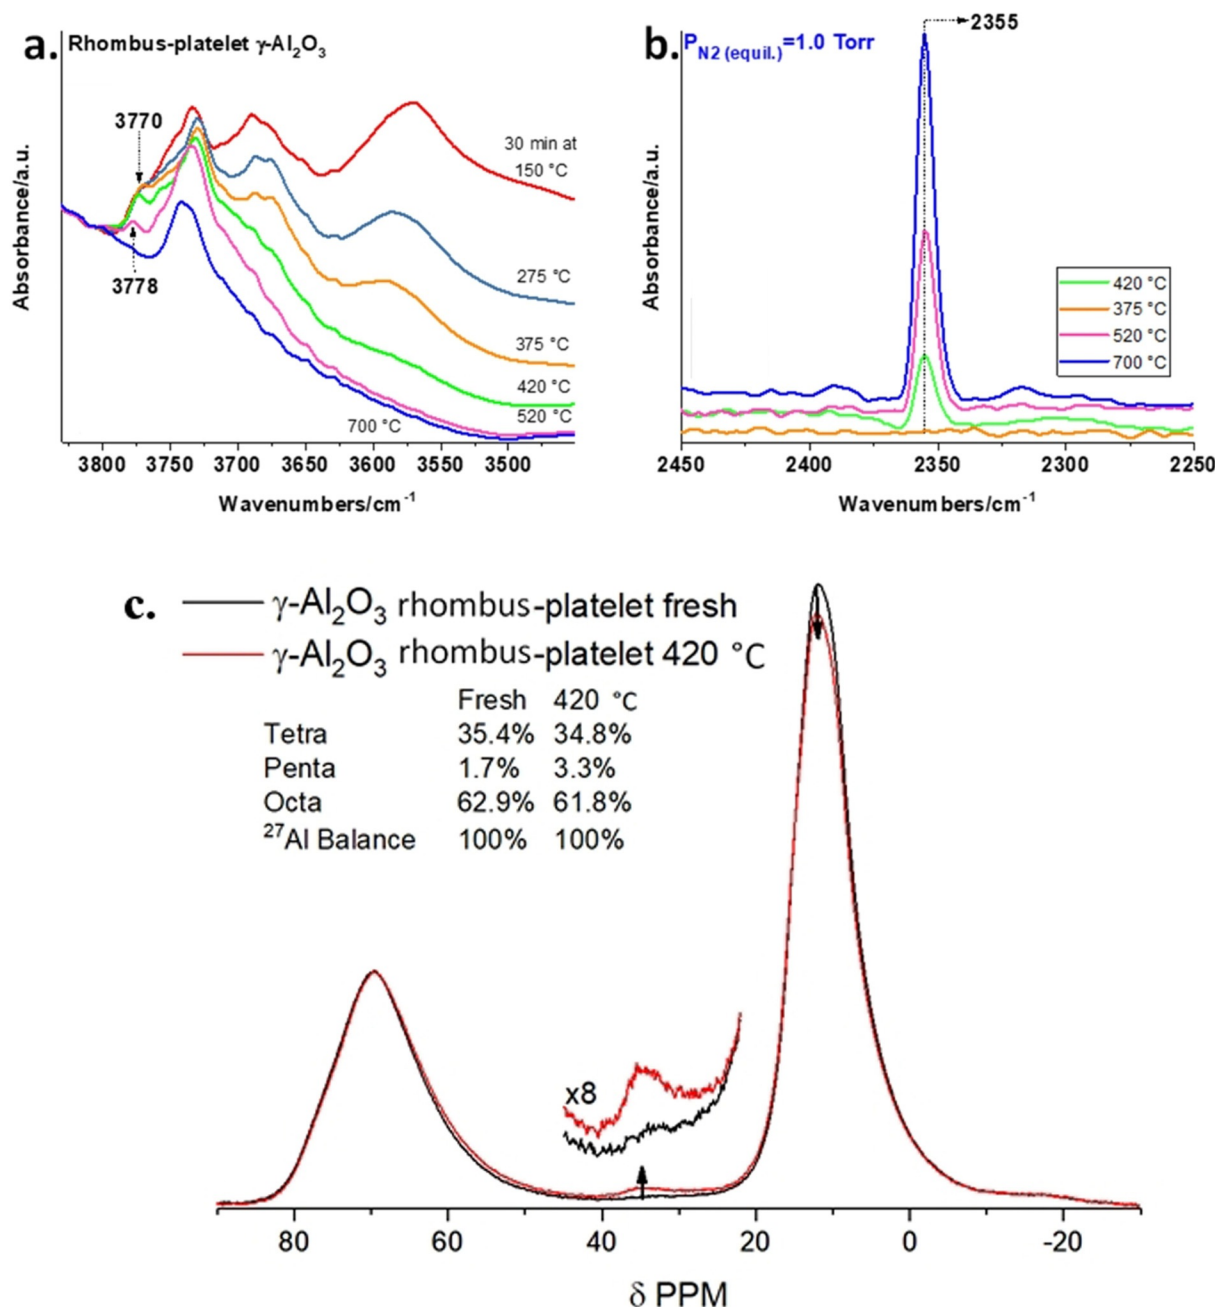 a. Rhombus-platelet γ-Al₂O₃
3770
3778
30 min at
150 °C
275 °C
375 °C
420 °C
520 °C
700 °C
Absorbance/a.u.
3800 3750 3700 3650 3600 3550 3500
Wavenumbers/cm⁻¹
b. P_N2 (equil.)=1.0 Torr
2355
420 °C
375 °C
520 °C
700 °C
Absorbance/a.u.
2450 2400 2350 2300 2250
Wavenumbers/cm⁻¹
c. γ-Al₂O₃ rhombus-platelet fresh
γ-Al₂O₃ rhombus-platelet 420 °C
Fresh 420 °C
Tetra 35.4% 34.8%
Penta 1.7% 3.3%
Octa 62.9% 61.8%
²⁷Al Balance 100% 100%
x8
80 60 40 20 0 -20
δ PPM